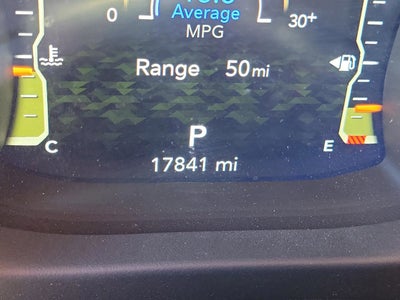 0 Average 30+
MPG
Range 50mi
P
C 17841 mi E